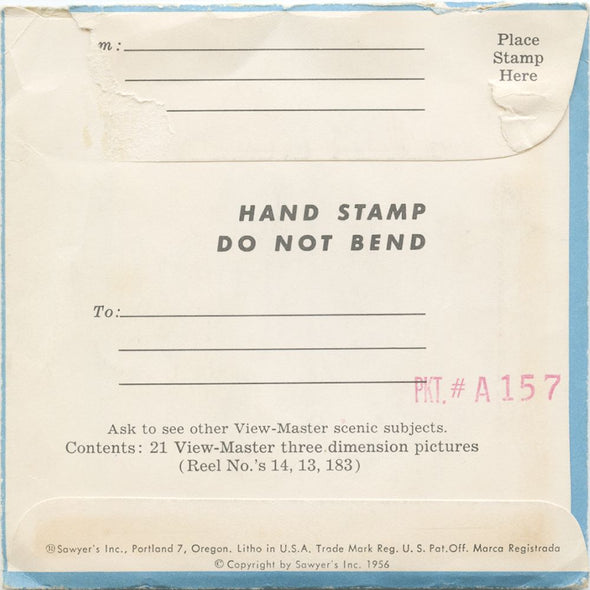 m:
Place
Stamp
Here
HAND STAMP
DO NOT BEND
To:
PKT. # A 157
Ask to see other View-Master scenic subjects.
Contents: 21 View-Master three dimension pictures
(Reel No.'s 14, 13, 183)
Sawyer's Inc., Portland 7, Oregon. Litho in U.S.A. Trade Mark Reg. U. S. Pat. Off. Marca Registrada
© Copyright by Sawyer's Inc. 1956